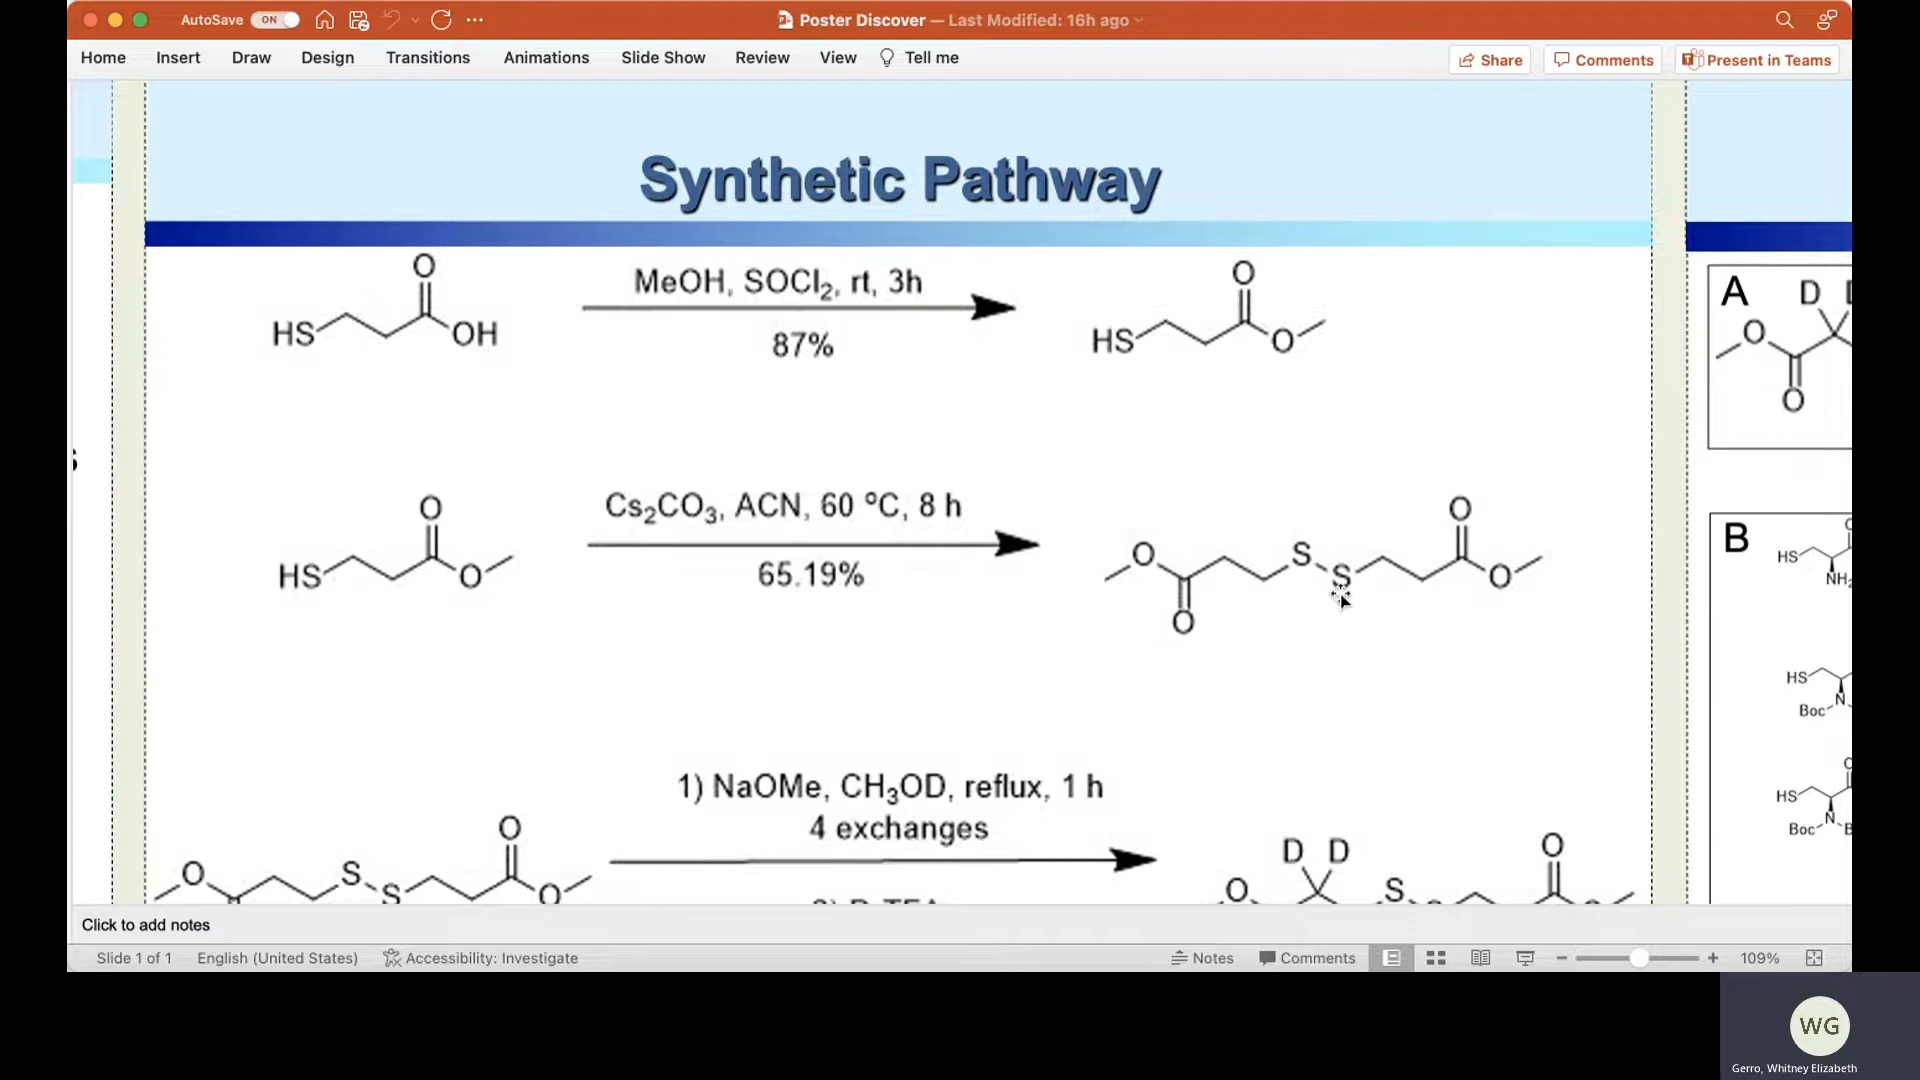 AutoSave ON Poster Discover — Last Modified: 16h ago
Home Insert Draw Design Transitions Animations Slide Show Review View Tell me Share Comments Present in Teams
Synthetic Pathway
MeOH, SOCl₂, rt, 3h
87%
HS O OH
HS O O
Cs₂CO₃, ACN, 60 ºC, 8 h
65.19%
HS O O
O O S S O O
1) NaOMe, CH₃OD, reflux, 1 h
4 exchanges
O S S O O
D D
O S O
A D
O
O
B HS
NH₂
HS
Boc N
HS
Boc N
Click to add notes
Slide 1 of 1 English (United States) Accessibility: Investigate Notes Comments 109%
WG
Gerro, Whitney Elizabeth